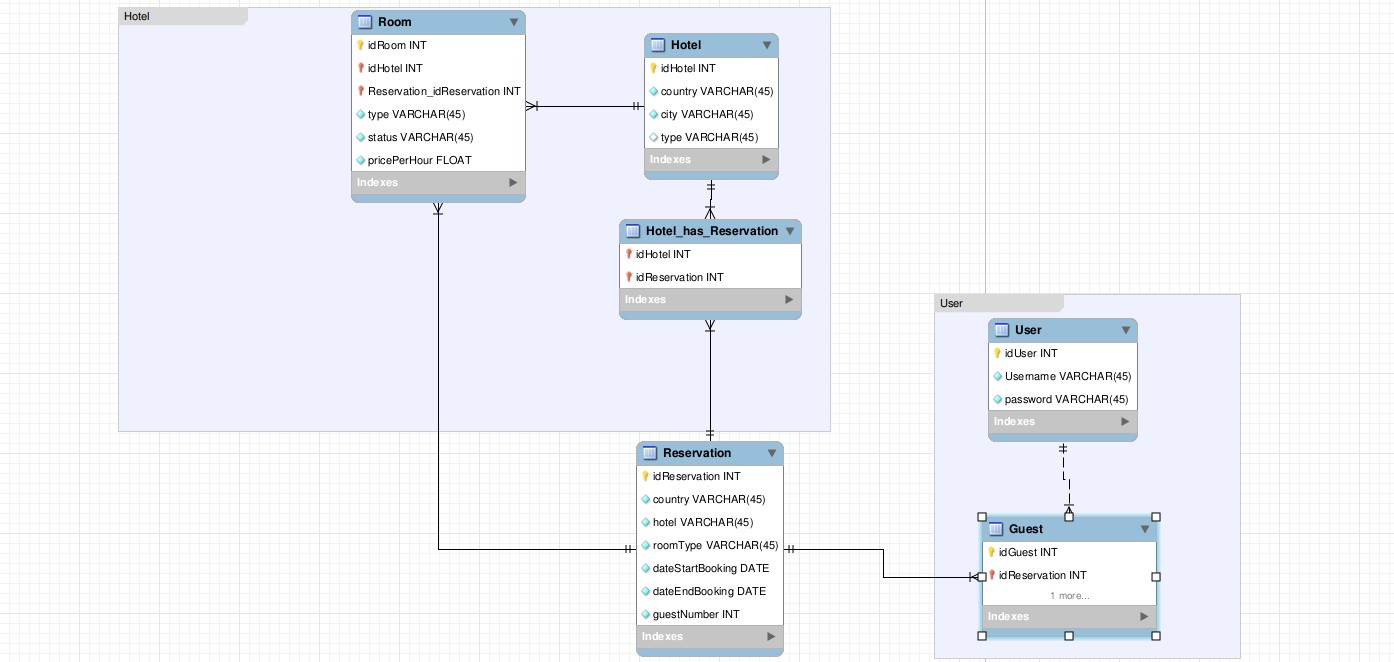 Hotel
Room
idRoom INT
idHotel INT
Reservation_idReservation INT
type VARCHAR(45)
status VARCHAR(45)
pricePerHour FLOAT
Indexes
Hotel
idHotel INT
country VARCHAR(45)
city VARCHAR(45)
type VARCHAR(45)
Indexes
Hotel_has_Reservation
idHotel INT
idReservation INT
Indexes
Reservation
idReservation INT
country VARCHAR(45)
hotel VARCHAR(45)
roomType VARCHAR(45)
dateStartBooking DATE
dateEndBooking DATE
guestNumber INT
Indexes
User
User
idUser INT
Username VARCHAR(45)
password VARCHAR(45)
Indexes
Guest
idGuest INT
idReservation INT
1 more...
Indexes